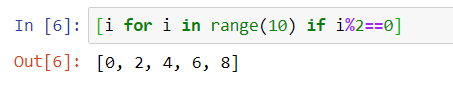 In [6]: [i for i in range(10) if i%2==0]
Out[6]: [0, 2, 4, 6, 8]